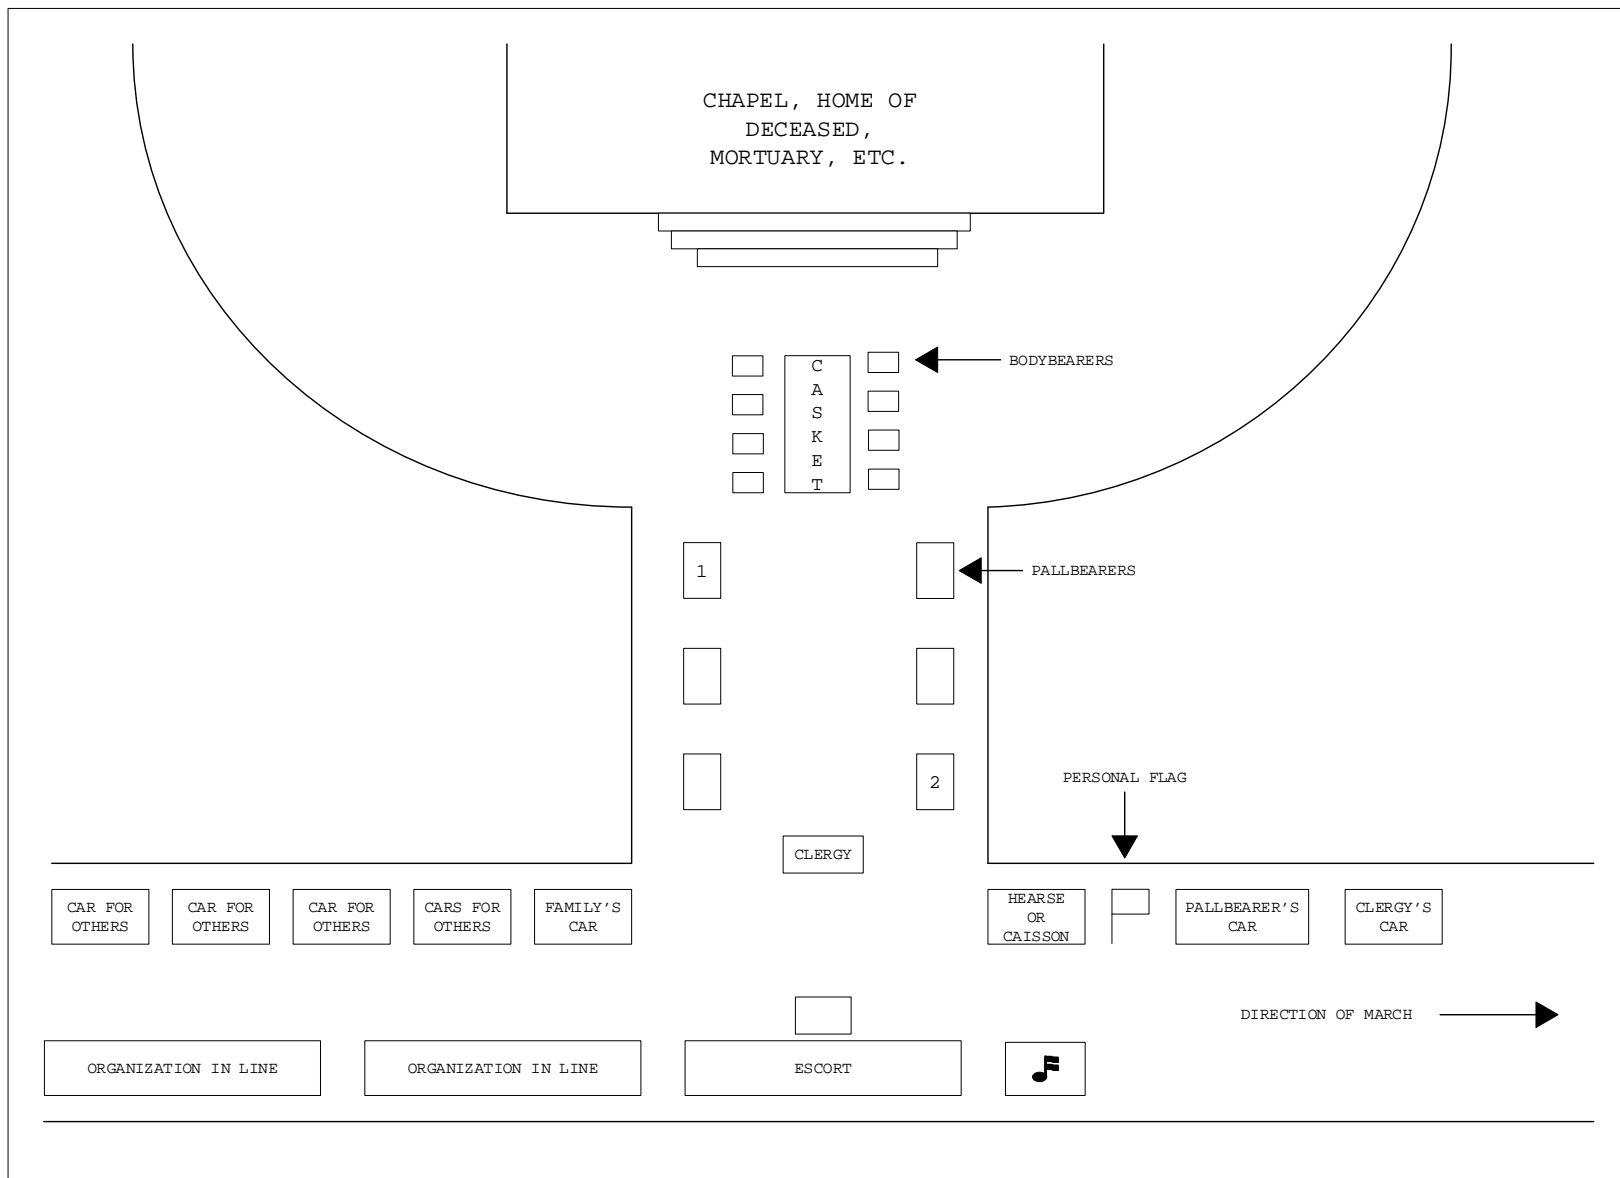 CHAPEL, HOME OF
DECEASED,
MORTUARY, ETC.
C
A
S
K
E
T
BODYBEARERS
1
PALLBEARERS
2
PERSONAL FLAG
CLERGY
CAR FOR
OTHERS
CAR FOR
OTHERS
CAR FOR
OTHERS
CARS FOR
OTHERS
FAMILY'S
CAR
HEARSE
OR
CAISSON
PALLBEARER'S
CAR
CLERGY'S
CAR
DIRECTION OF MARCH
ORGANIZATION IN LINE
ORGANIZATION IN LINE
ESCORT